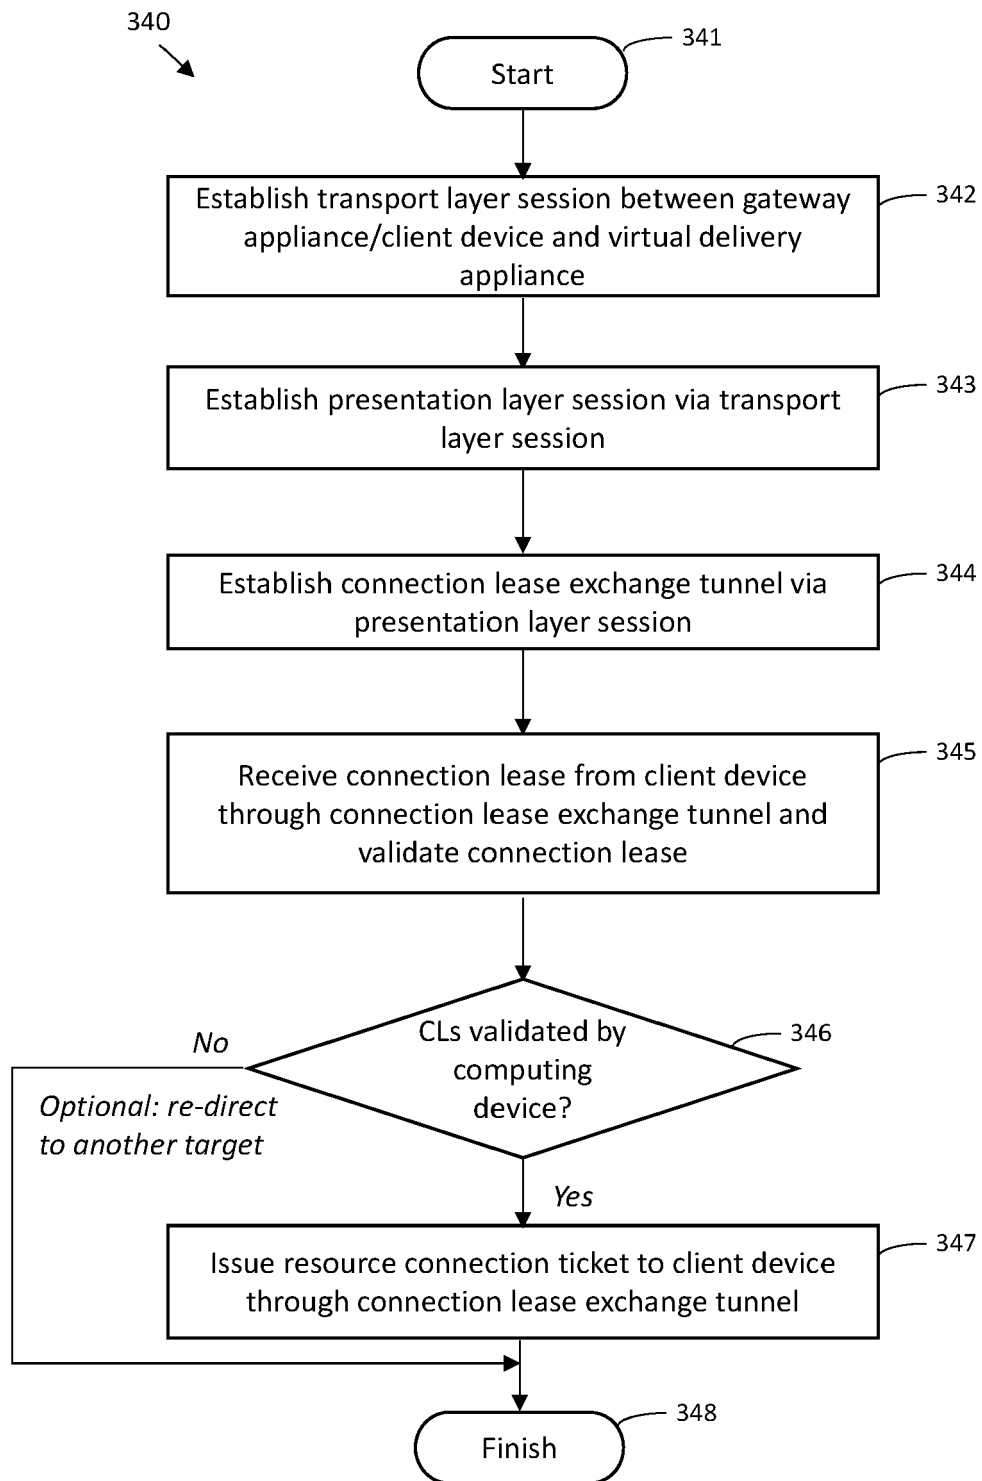 340
Start
341
Establish transport layer session between gateway
appliance/client device and virtual delivery
appliance
342
Establish presentation layer session via transport
layer session
343
Establish connection lease exchange tunnel via
presentation layer session
344
Receive connection lease from client device
through connection lease exchange tunnel and
validate connection lease
345
CLs validated by
computing
device?
346
No
Optional: re-direct
to another target
Yes
Issue resource connection ticket to client device
through connection lease exchange tunnel
347
Finish
348